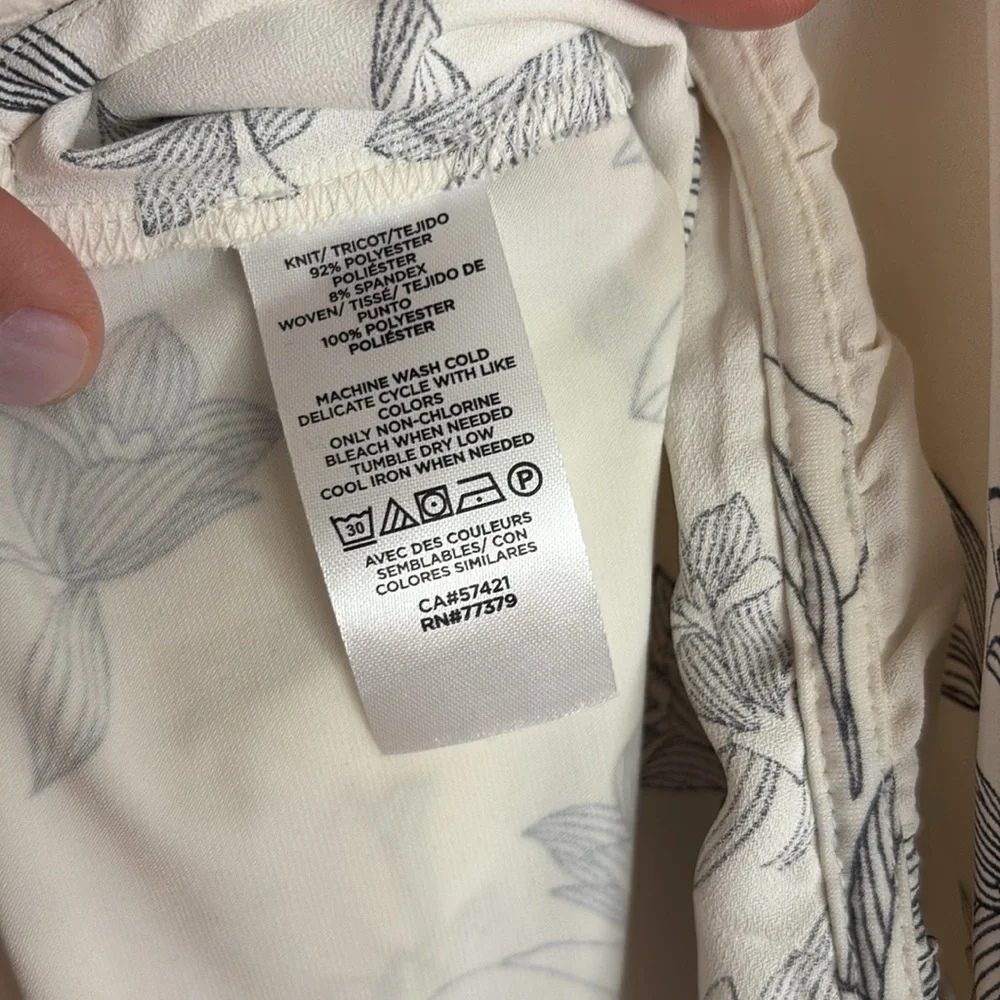 KNIT/ TRICOT/TEJIDO
92% POLYESTER
POLIÉSTER
8% SPANDEX
WOVEN/ TISSÉ/ TEJIDO DE
PUNTO
100% POLYESTER
POLIÉSTER
MACHINE WASH COLD
DELICATE CYCLE WITH LIKE
COLORS
ONLY NON-CHLORINE
BLEACH WHEN NEEDED
TUMBLE DRY LOW
COOL IRON WHEN NEEDED
30 P
AVEC DES COULEURS
SEMBLABLES/ CON
COLORES SIMILARES
CA#57421
RN#77379